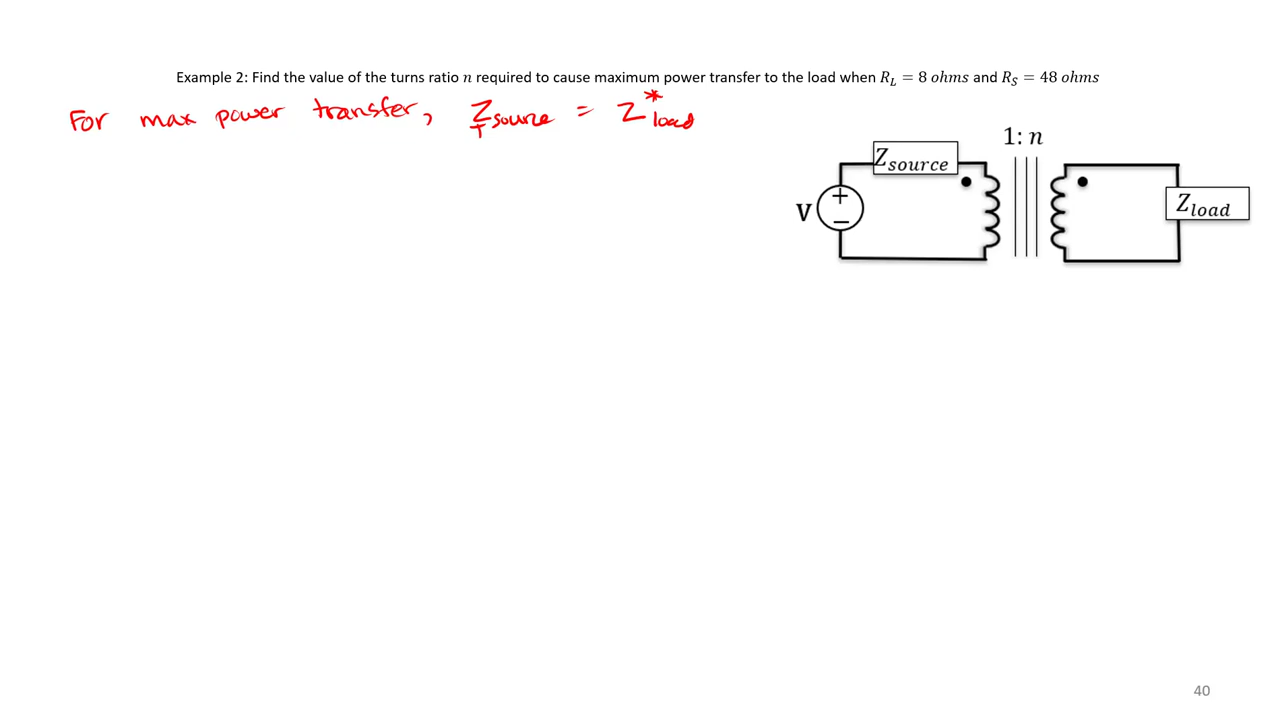 Example 2: Find the value of the turns ratio n required to cause maximum power transfer to the load when R_L = 8 ohms and R_S = 48 ohms
For max power transfer, Z_source = Z*_load
1: n
Z_source
V
+
−
Z_load
40